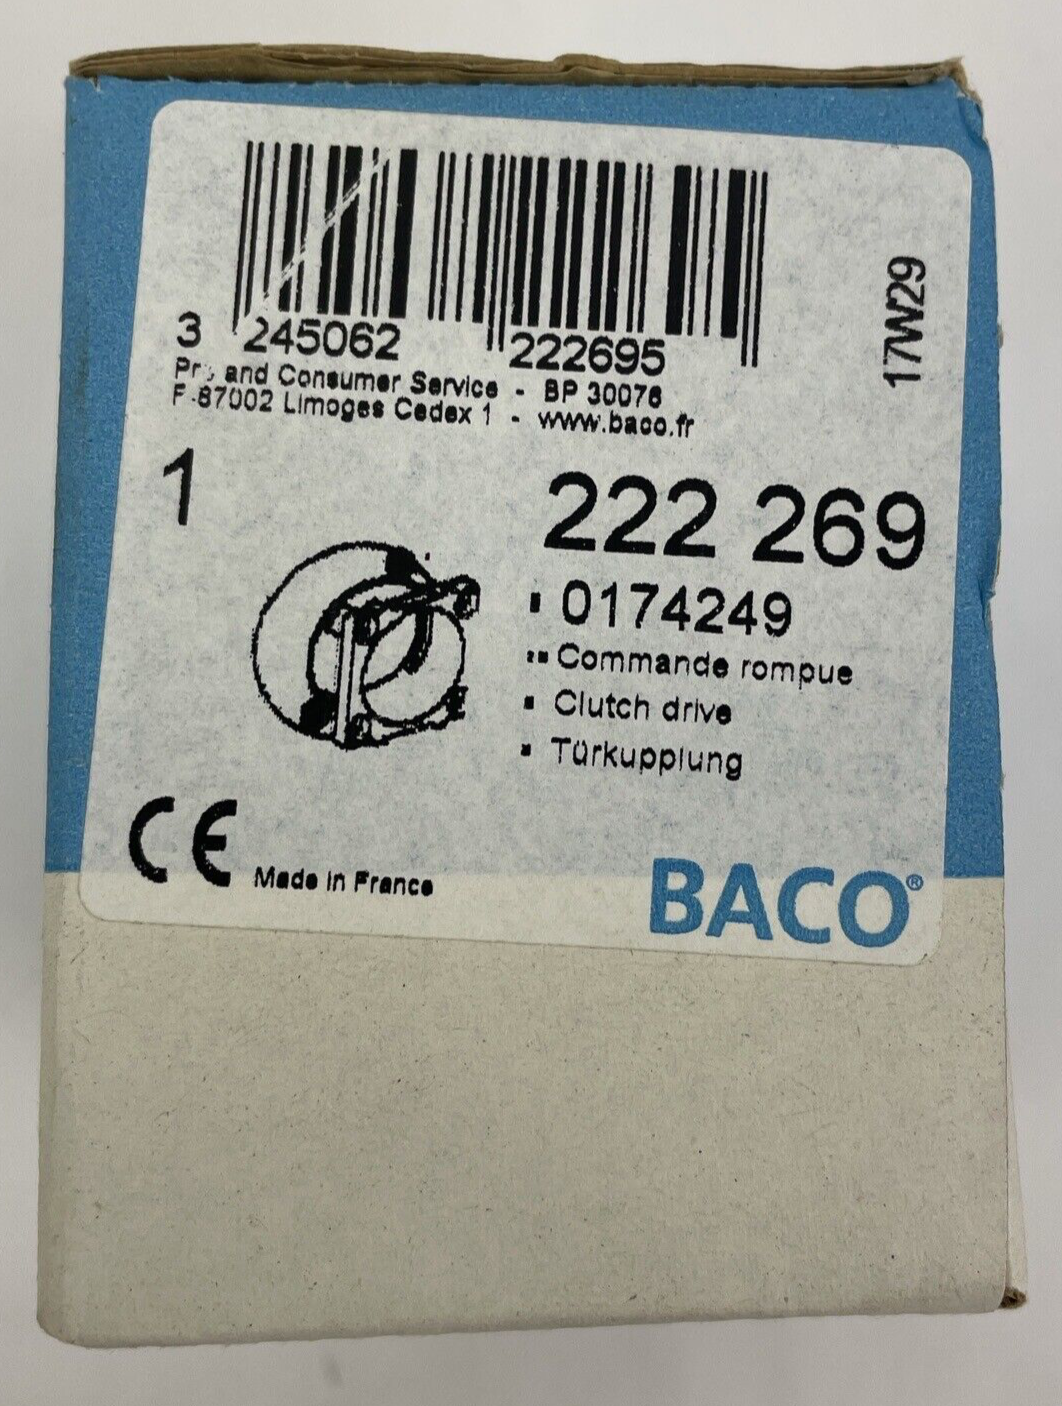 3 245062 222695
17W29
and Consumer Service - BP 30076
F-87002 Limoges Cedex 1 - www.baco.fr
1
222 269
0174249
Commande rompue
Clutch drive
Türkupplung
CE Made in France
BACO®